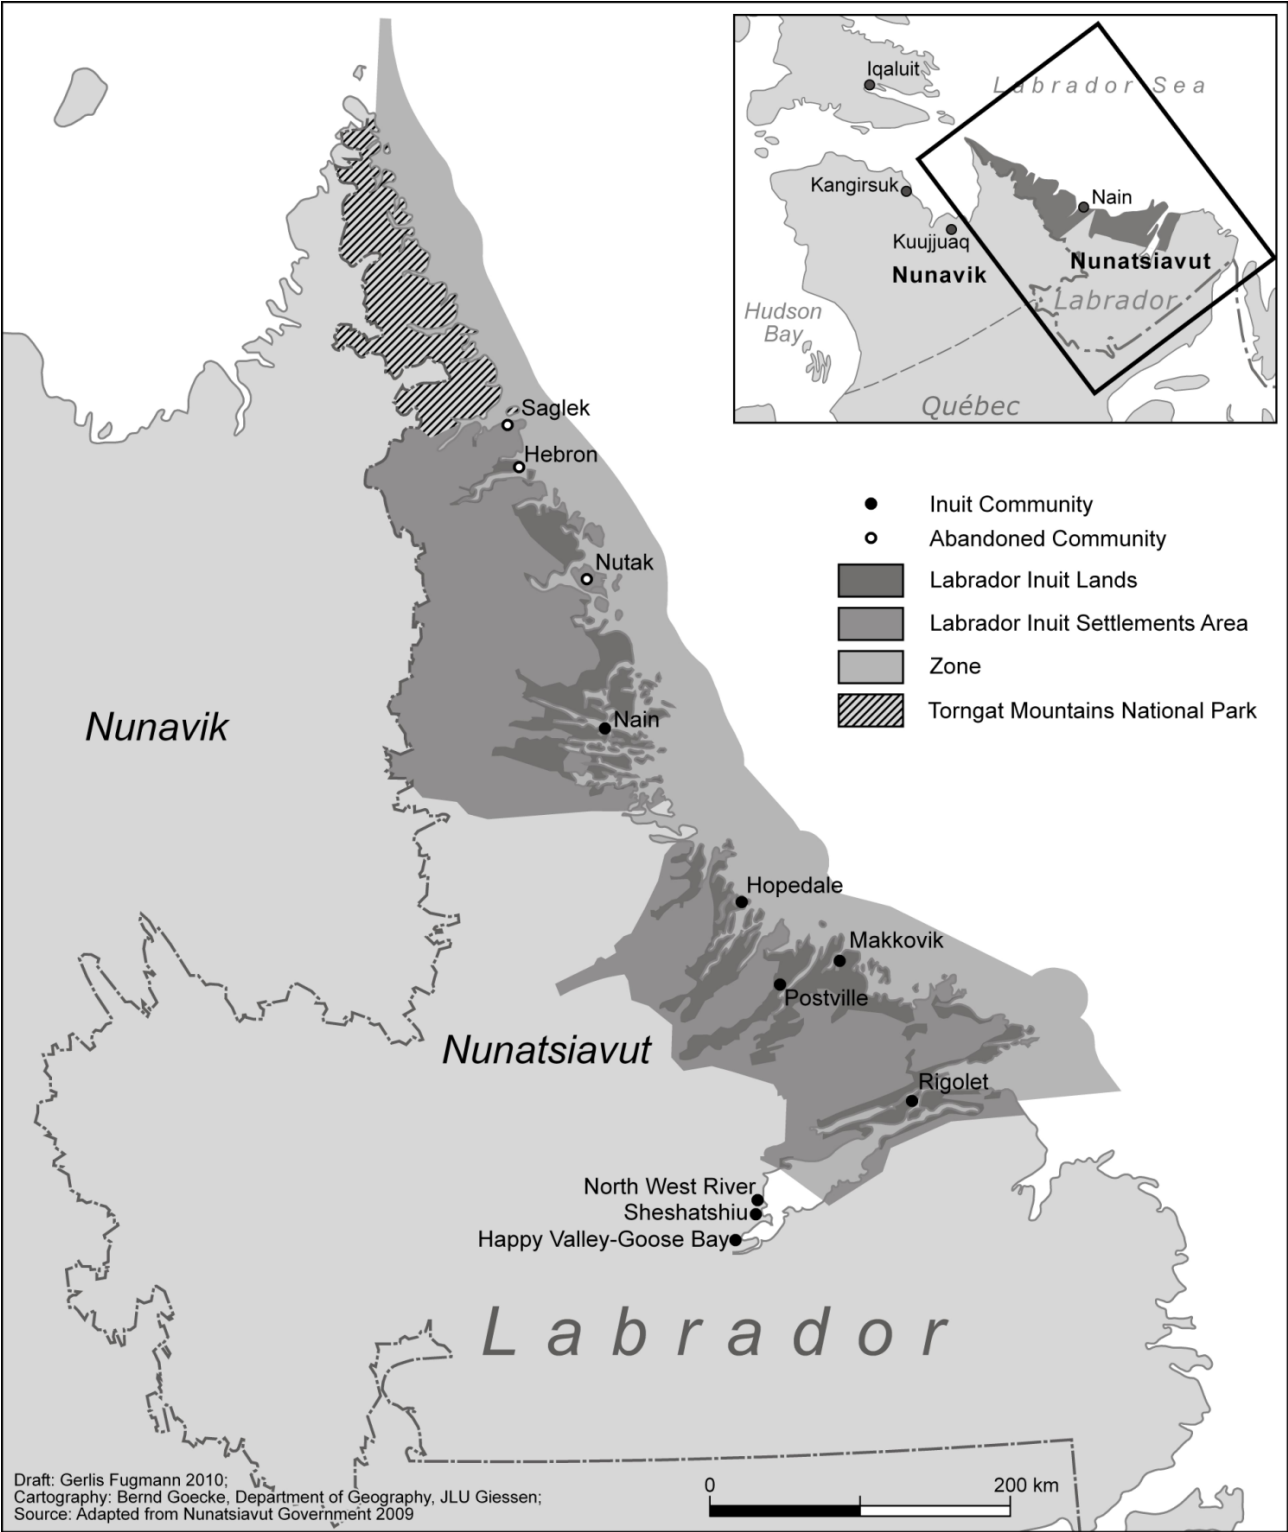 Iqaluit
Labrador Sea
Kangirsuk
Nain
Kuujjuaq
Nunavik
Nunatsiavut
Labrador
Hudson
Bay
Québec
Saglek
Hebron
Nutak
Nain
Inuit Community
Abandoned Community
Labrador Inuit Lands
Labrador Inuit Settlements Area
Zone
Torngat Mountains National Park
Nunavik
Hopedale
Makkovik
Postville
Nunatsiavut
Rigolet
North West River
Sheshatshiu
Happy Valley-Goose Bay
Labrador
Draft: Gerlis Fugmann 2010;
Cartography: Bernd Goecke, Department of Geography, JLU Giessen;
Source: Adapted from Nunatsiavut Government 2009
0 200 km